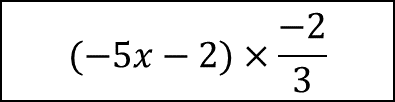 (−5x − 2) × −2/3